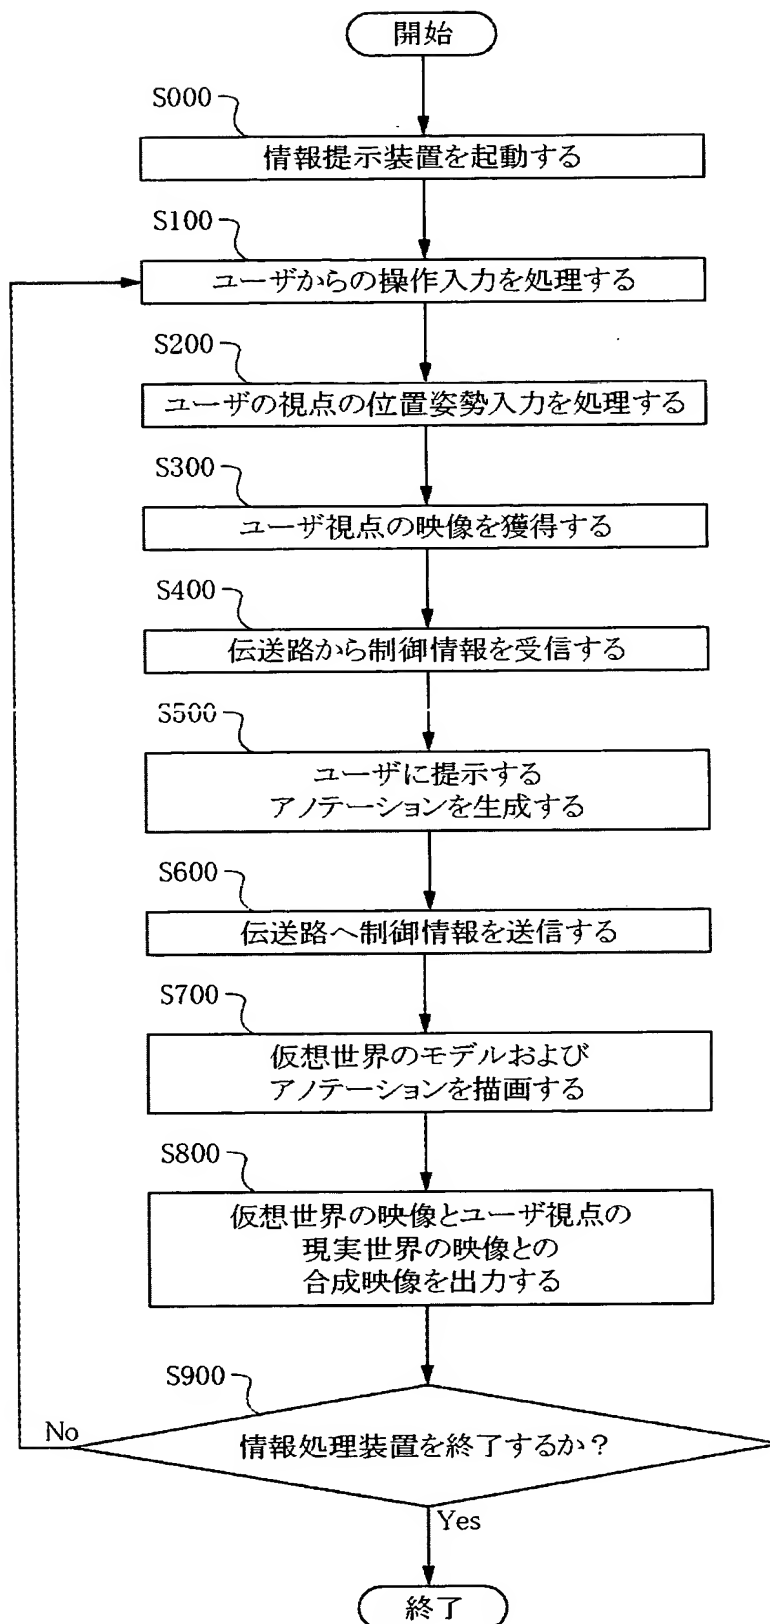 開始
S000
情報提示装置を起動する
S100
ユーザからの操作入力を処理する
S200
ユーザの視点の位置姿勢入力を処理する
S300
ユーザ視点の映像を獲得する
S400
伝送路から制御情報を受信する
S500
ユーザに提示する
アノテーションを生成する
S600
伝送路へ制御情報を送信する
S700
仮想世界のモデルおよび
アノテーションを描画する
S800
仮想世界の映像とユーザ視点の
現実世界の映像との
合成映像を出力する
S900
No
情報処理装置を終了するか?
Yes
終了